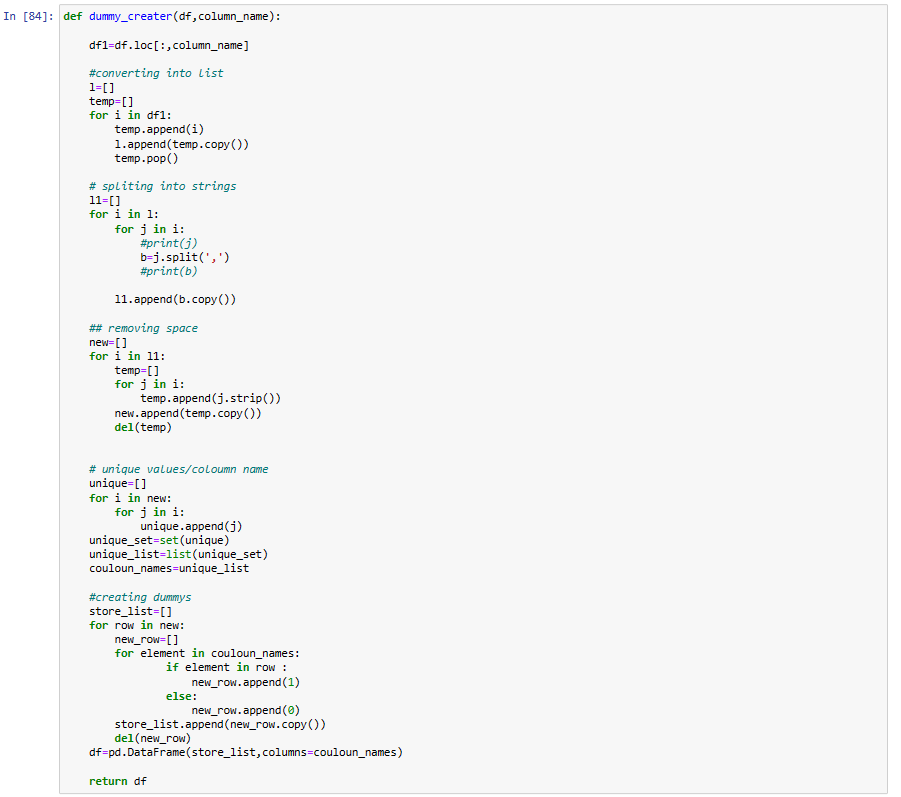 In [84]: def dummy_creater(df,column_name):
df1=df.loc[:,column_name]
#converting into list
l=[]
temp=[]
for i in df1:
temp.append(i)
l.append(temp.copy())
temp.pop()
# spliting into strings
l1=[]
for i in l:
for j in i:
#print(j)
b=j.split(',')
#print(b)
l1.append(b.copy())
## removing space
new=[]
for i in l1:
temp=[]
for j in i:
temp.append(j.strip())
new.append(temp.copy())
del(temp)
# unique values/coloumn name
unique=[]
for i in new:
for j in i:
unique.append(j)
unique_set=set(unique)
unique_list=list(unique_set)
couloun_names=unique_list
#creating dummys
store_list=[]
for row in new:
new_row=[]
for element in couloun_names:
if element in row :
new_row.append(1)
else:
new_row.append(0)
store_list.append(new_row.copy())
del(new_row)
df=pd.DataFrame(store_list,columns=couloun_names)
return df